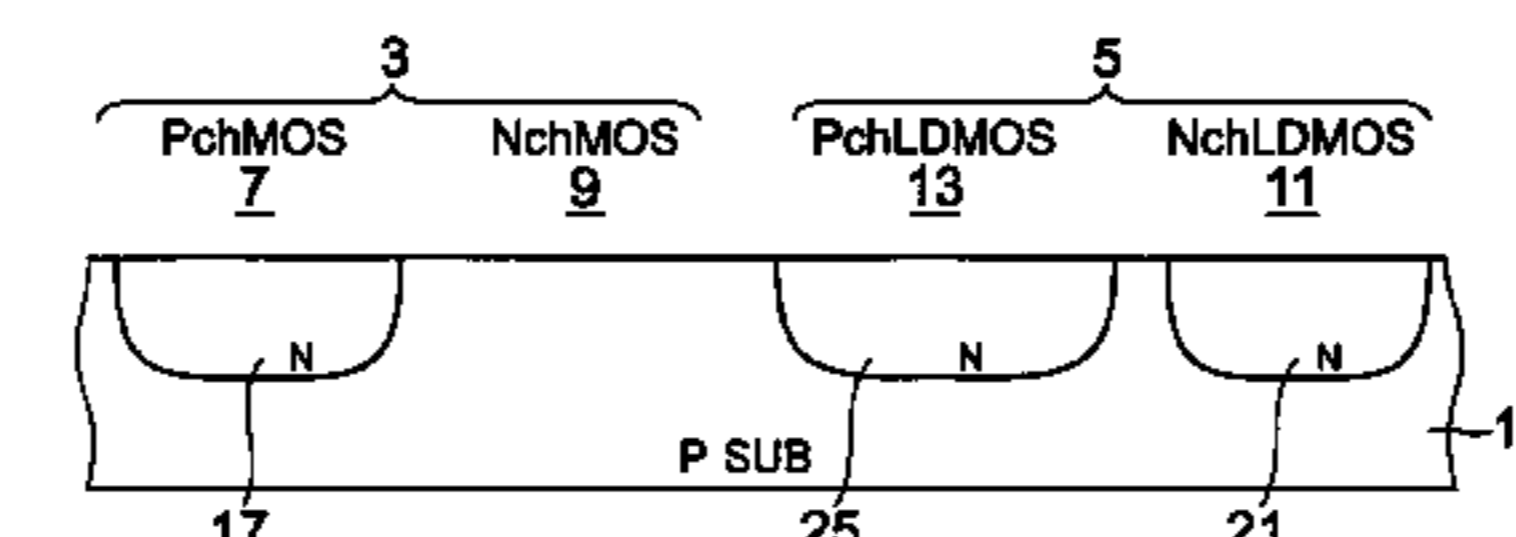 3 5
PchMOS NchMOS PchLDMOS NchLDMOS
7 9 13 11
N N N
1
P SUB
17 25 21